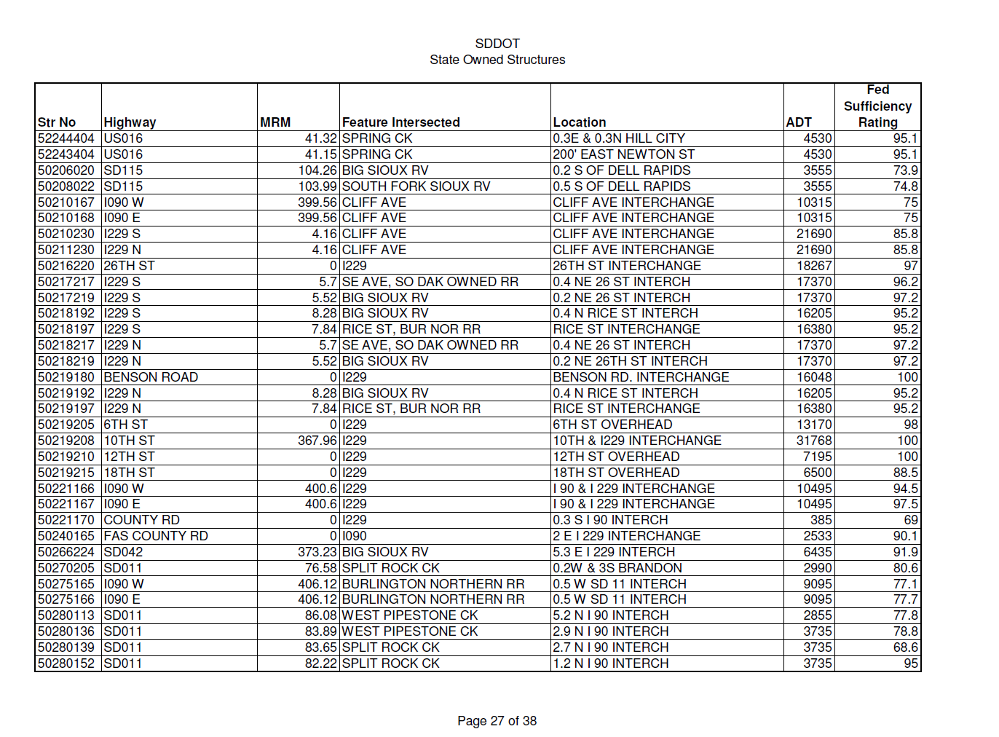 SDDOT
State Owned Structures
Str No Highway MRM Feature Intersected Location ADT Fed Sufficiency Rating
52244404 US016 41.32 SPRING CK 0.3E & 0.3N HILL CITY 4530 95.1
52243404 US016 41.15 SPRING CK 200' EAST NEWTON ST 4530 95.1
50206020 SD115 104.26 BIG SIOUX RV 0.2 S OF DELL RAPIDS 3555 73.9
50208022 SD115 103.99 SOUTH FORK SIOUX RV 0.5 S OF DELL RAPIDS 3555 74.8
50210167 I090 W 399.56 CLIFF AVE CLIFF AVE INTERCHANGE 10315 75
50210168 I090 E 399.56 CLIFF AVE CLIFF AVE INTERCHANGE 10315 75
50210230 I229 S 4.16 CLIFF AVE CLIFF AVE INTERCHANGE 21690 85.8
50211230 I229 N 4.16 CLIFF AVE CLIFF AVE INTERCHANGE 21690 85.8
50216220 26TH ST 0 I229 26TH ST INTERCHANGE 18267 97
50217217 I229 S 5.7 SE AVE, SO DAK OWNED RR 0.4 NE 26 ST INTERCH 17370 96.2
50217219 I229 S 5.52 BIG SIOUX RV 0.2 NE 26 ST INTERCH 17370 97.2
50218192 I229 S 8.28 BIG SIOUX RV 0.4 N RICE ST INTERCH 16205 95.2
50218197 I229 S 7.84 RICE ST, BUR NOR RR RICE ST INTERCHANGE 16380 95.2
50218217 I229 N 5.7 SE AVE, SO DAK OWNED RR 0.4 NE 26 ST INTERCH 17370 97.2
50218219 I229 N 5.52 BIG SIOUX RV 0.2 NE 26TH ST INTERCH 17370 97.2
50219180 BENSON ROAD 0 I229 BENSON RD. INTERCHANGE 16048 100
50219192 I229 N 8.28 BIG SIOUX RV 0.4 N RICE ST INTERCH 16205 95.2
50219197 I229 N 7.84 RICE ST, BUR NOR RR RICE ST INTERCHANGE 16380 95.2
50219205 6TH ST 0 I229 6TH ST OVERHEAD 13170 98
50219208 10TH ST 367.96 I229 10TH & I229 INTERCHANGE 31768 100
50219210 12TH ST 0 I229 12TH ST OVERHEAD 7195 100
50219215 18TH ST 0 I229 18TH ST OVERHEAD 6500 88.5
50221166 I090 W 400.6 I229 I 90 & I 229 INTERCHANGE 10495 94.5
50221167 I090 E 400.6 I229 I 90 & I 229 INTERCHANGE 10495 97.5
50221170 COUNTY RD 0 I229 0.3 S I 90 INTERCH 385 69
50240165 FAS COUNTY RD 0 I090 2 E I 229 INTERCHANGE 2533 90.1
50266224 SD042 373.23 BIG SIOUX RV 5.3 E I 229 INTERCH 6435 91.9
50270205 SD011 76.58 SPLIT ROCK CK 0.2W & 3S BRANDON 2990 80.6
50275165 I090 W 406.12 BURLINGTON NORTHERN RR 0.5 W SD 11 INTERCH 9095 77.1
50275166 I090 E 406.12 BURLINGTON NORTHERN RR 0.5 W SD 11 INTERCH 9095 77.7
50280113 SD011 86.08 WEST PIPESTONE CK 5.2 N I 90 INTERCH 2855 77.8
50280136 SD011 83.89 WEST PIPESTONE CK 2.9 N I 90 INTERCH 3735 78.8
50280139 SD011 83.65 SPLIT ROCK CK 2.7 N I 90 INTERCH 3735 68.6
50280152 SD011 82.22 SPLIT ROCK CK 1.2 N I 90 INTERCH 3735 95
Page 27 of 38